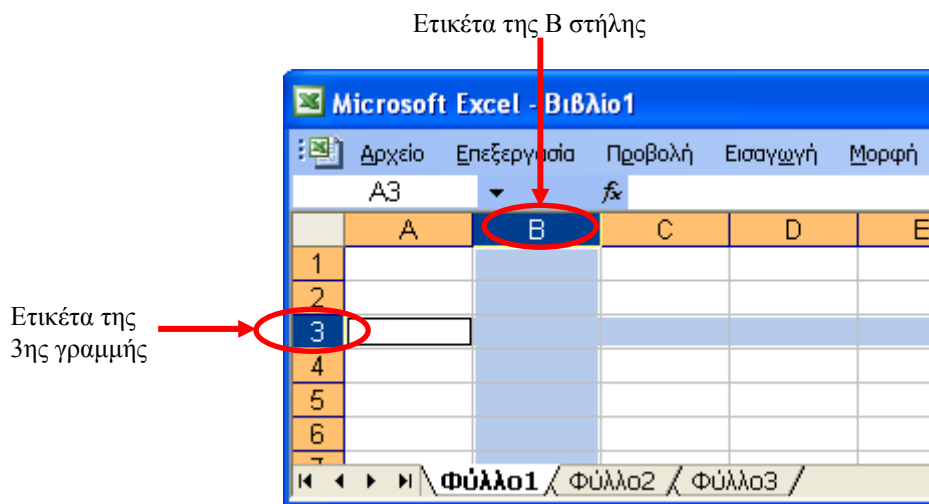 Ετικέτα της Β στήλης
Microsoft Excel - Βιβλίο1
Αρχείο Επεξεργασία Προβολή Εισαγωγή Μορφή
A3 fx
A B C D E
1
2
Ετικέτα της
3
3ης γραμμής
4
5
6
7
Φύλλο1 Φύλλο2 Φύλλο3